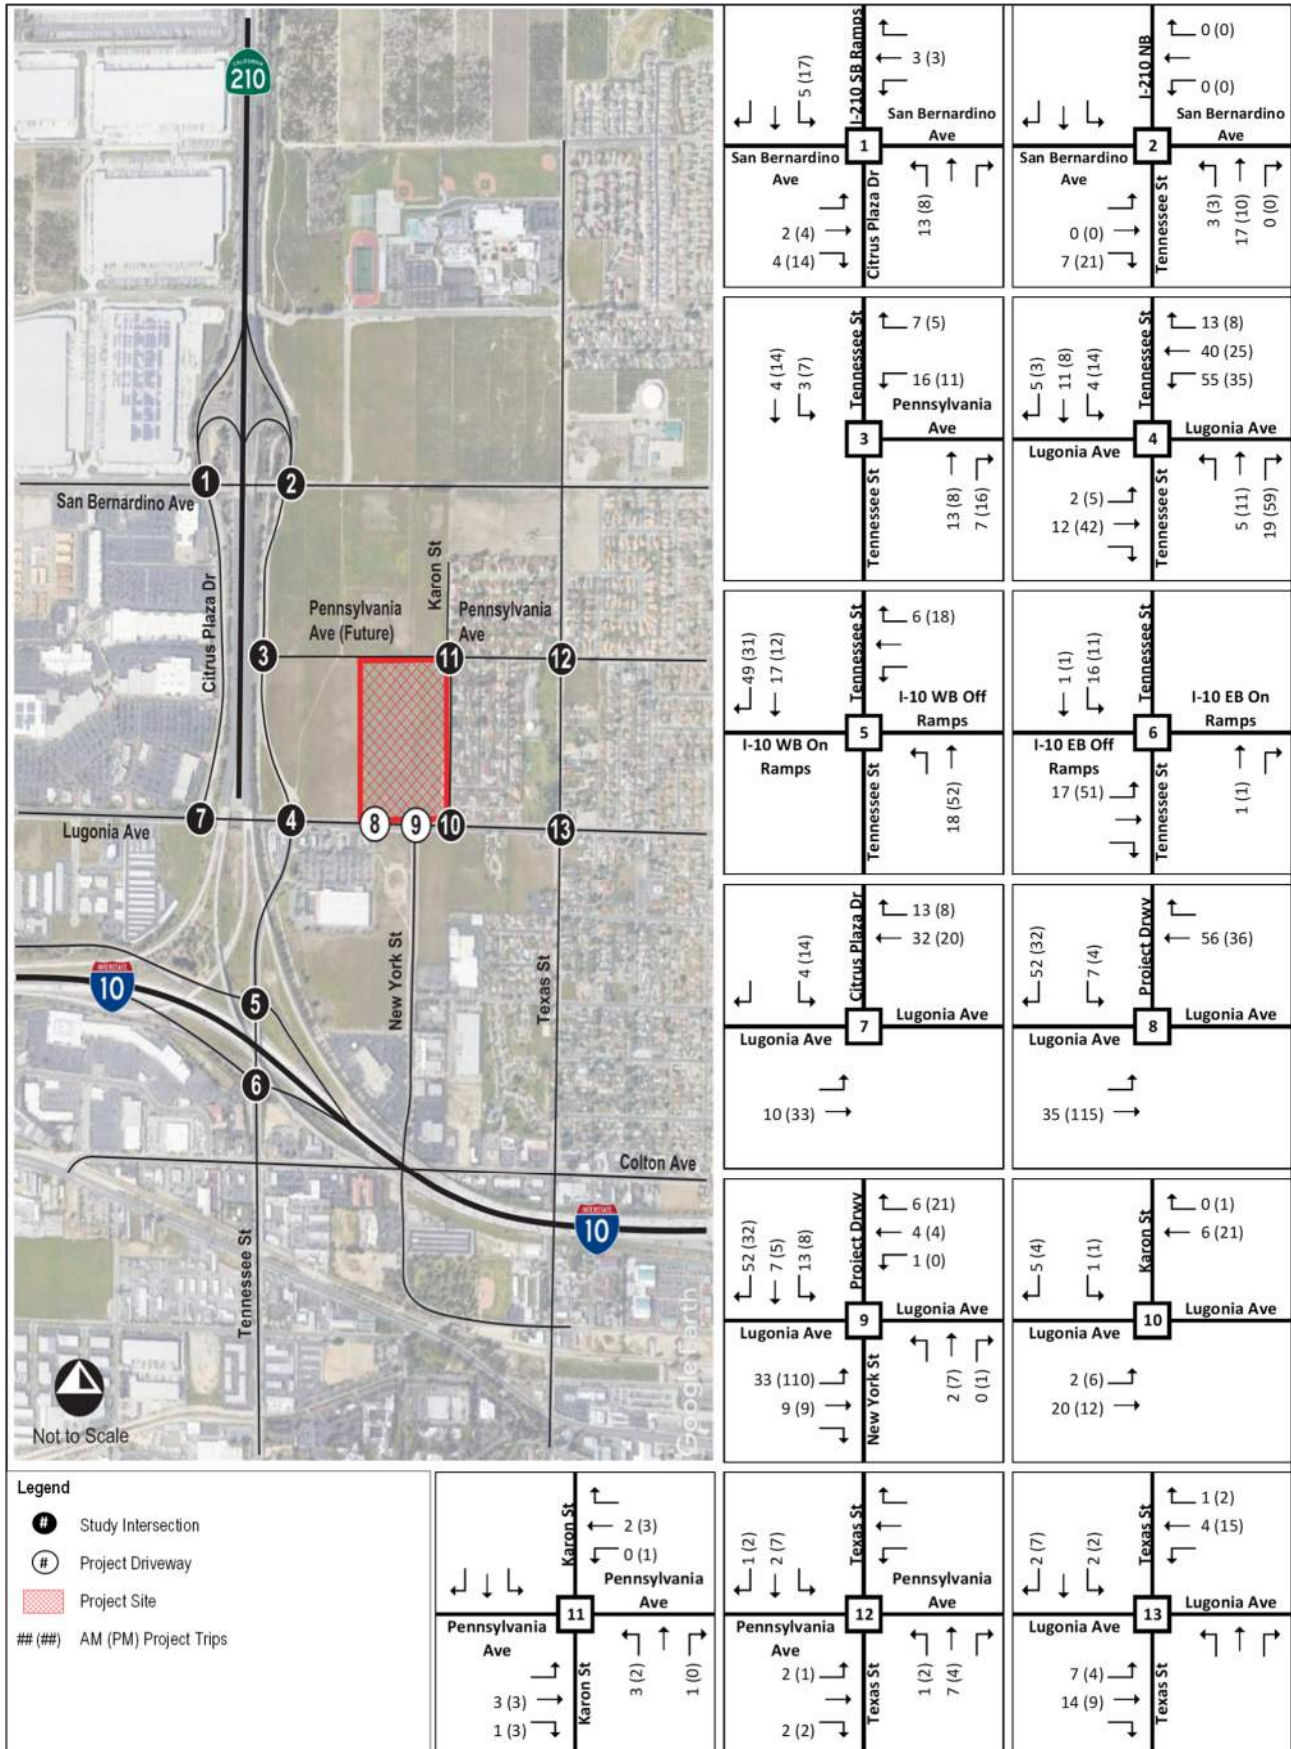 CALIFORNIA
210
1
2
San Bernardino Ave
Karon St
Citrus Plaza Dr
Pennsylvania
Ave (Future)
Pennsylvania
Ave
3
11
12
7
4
8
9
10
13
Lugonia Ave
New York St
Texas St
INTERSTATE
10
5
6
Colton Ave
INTERSTATE
10
Tennessee St
Not to Scale
Google Earth
I-210 SB Ramps
5 (17)
3 (3)
San Bernardino
Ave
1
San Bernardino
Ave
Citrus Plaza Dr
2 (4)
4 (14)
13 (8)
I-210 NB
0 (0)
0 (0)
San Bernardino
Ave
2
San Bernardino
Ave
Tennessee St
0 (0)
7 (21)
3 (3)
17 (10)
0 (0)
4 (14)
3 (7)
Tennessee St
7 (5)
16 (11)
Pennsylvania
Ave
3
Tennessee St
13 (8)
7 (16)
5 (3)
11 (8)
4 (14)
Tennessee St
13 (8)
40 (25)
55 (35)
Lugonia Ave
4
Lugonia Ave
Tennessee St
2 (5)
12 (42)
5 (11)
19 (59)
49 (31)
17 (12)
Tennessee St
6 (18)
I-10 WB Off
Ramps
5
I-10 WB On
Ramps
Tennessee St
18 (52)
1 (1)
16 (11)
Tennessee St
I-10 EB On
Ramps
6
I-10 EB Off
Ramps
Tennessee St
17 (51)
1 (1)
4 (14)
Citrus Plaza Dr
13 (8)
32 (20)
Lugonia Ave
7
Lugonia Ave
10 (33)
52 (32)
7 (4)
Project Drwy
56 (36)
Lugonia Ave
8
Lugonia Ave
35 (115)
52 (32)
7 (5)
13 (8)
Project Drwy
6 (21)
4 (4)
1 (0)
Lugonia Ave
9
Lugonia Ave
New York St
33 (110)
9 (9)
2 (7)
0 (1)
5 (4)
1 (1)
Karon St
0 (1)
6 (21)
Lugonia Ave
10
Lugonia Ave
2 (6)
20 (12)
Legend
# Study Intersection
# Project Driveway
Project Site
## (##) AM (PM) Project Trips
Karon St
2 (3)
0 (1)
Pennsylvania
Ave
11
Pennsylvania
Ave
Karon St
3 (3)
1 (3)
3 (2)
1 (0)
1 (2)
2 (7)
Texas St
Pennsylvania
Ave
12
Pennsylvania
Ave
Texas St
2 (1)
2 (2)
1 (2)
7 (4)
2 (7)
2 (2)
Texas St
1 (2)
4 (15)
Lugonia Ave
13
Lugonia Ave
Texas St
7 (4)
14 (9)